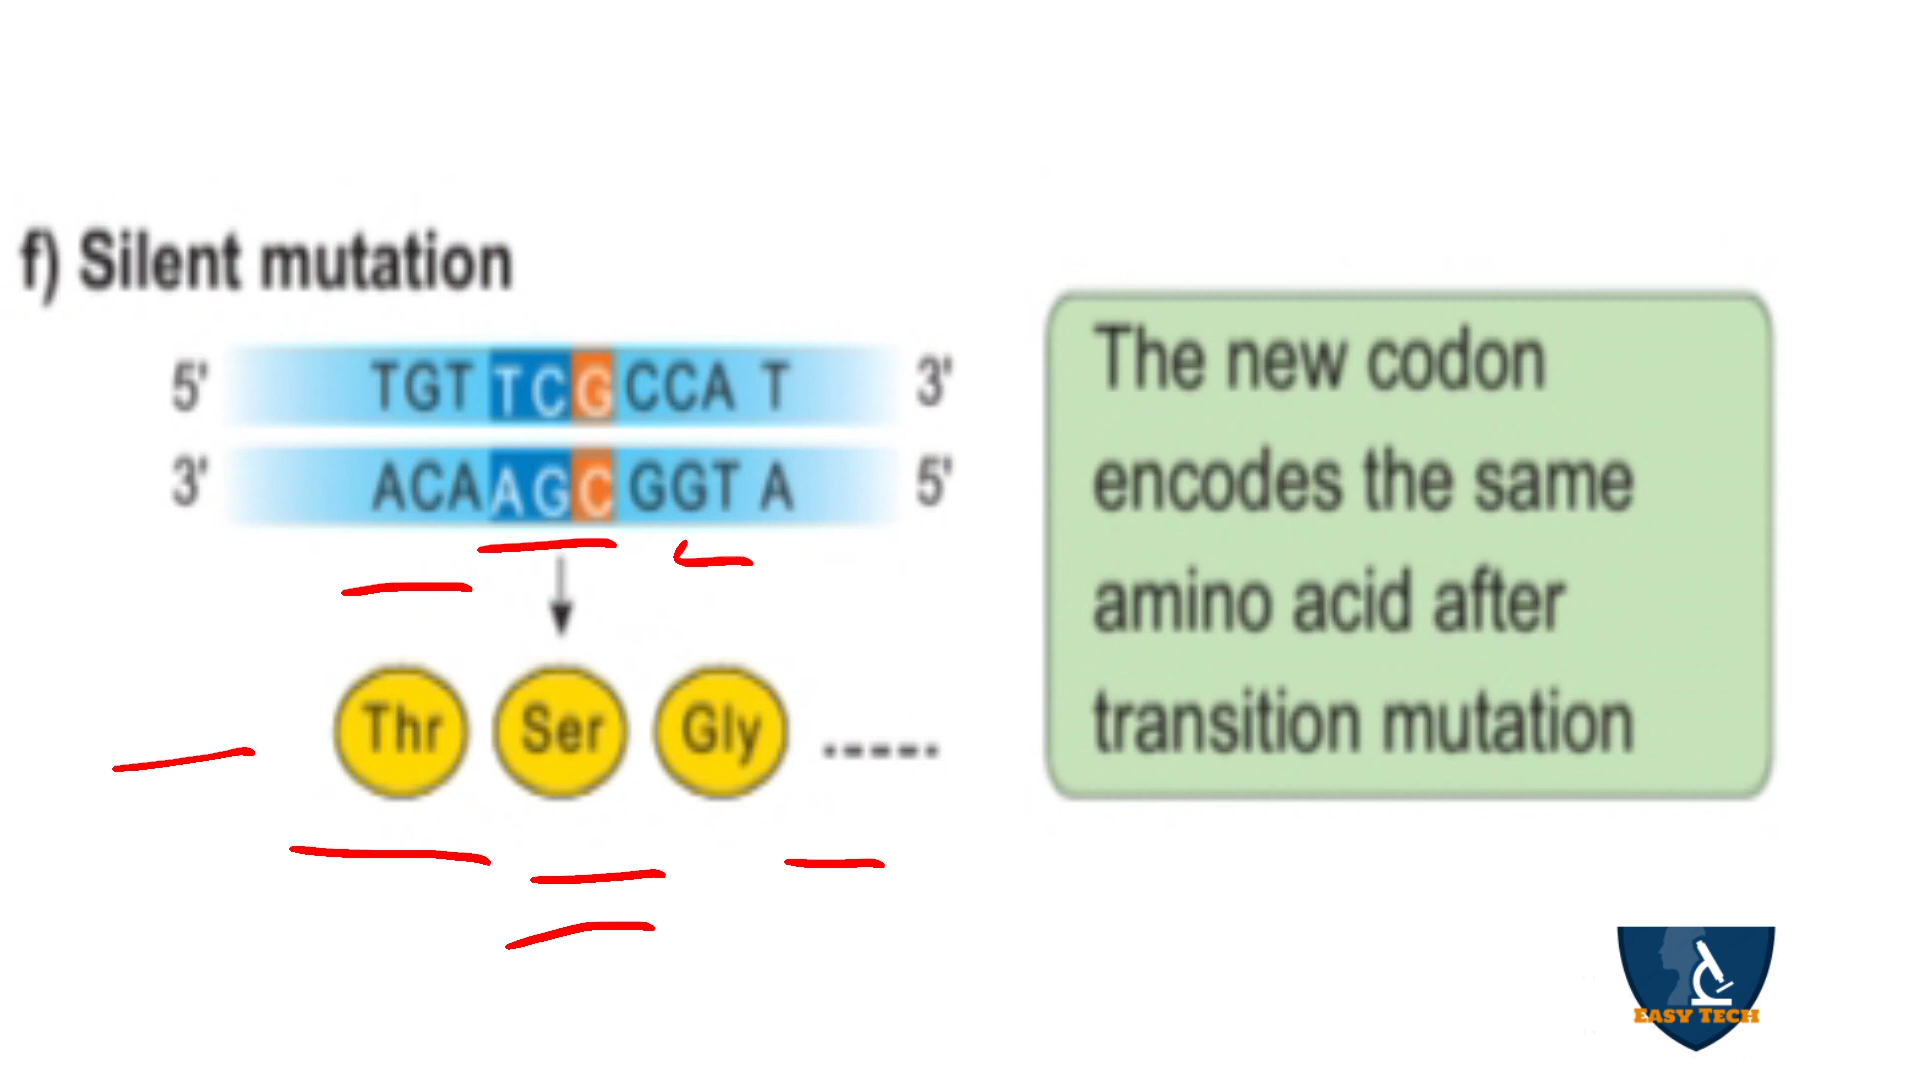 f) Silent mutation
5' TGT TCG CCA T 3'
3' ACA AGC GGT A 5'
Thr Ser Gly -----
The new codon
encodes the same
amino acid after
transition mutation
EASY TECH